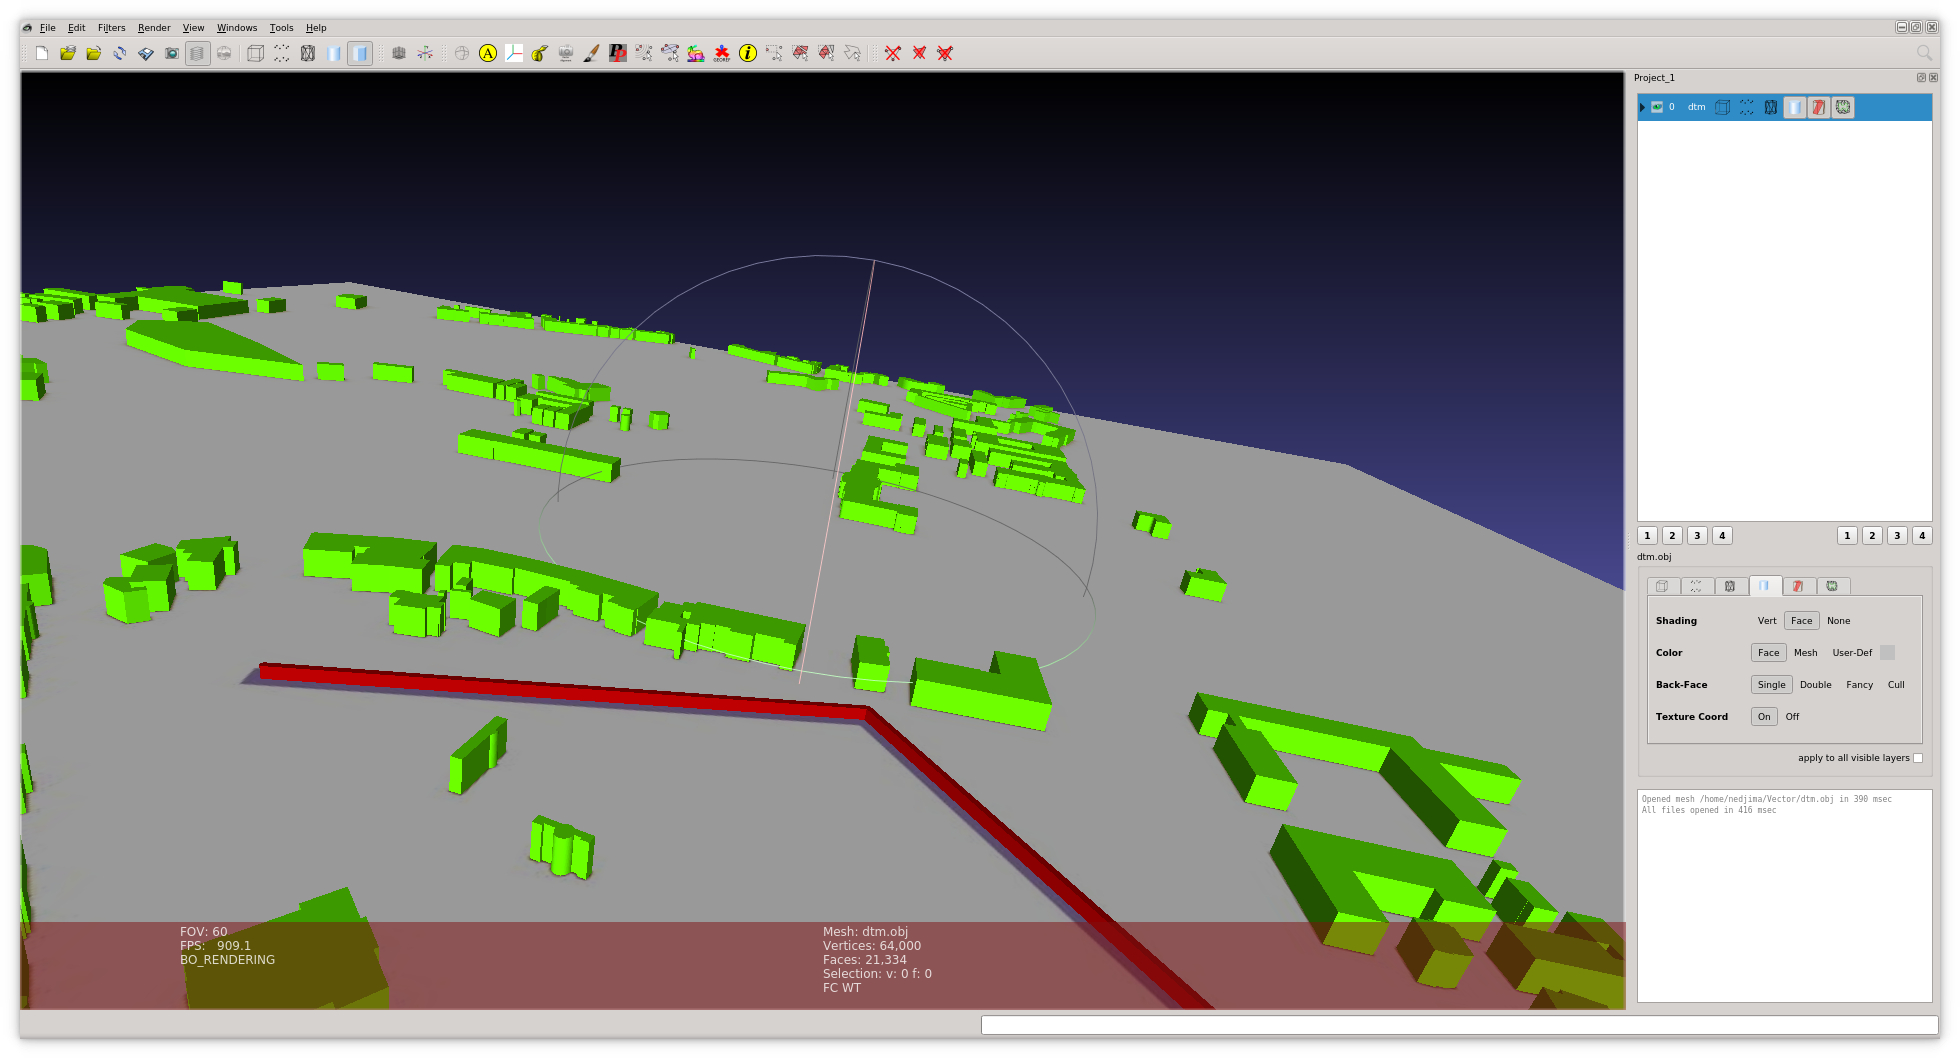 File Edit Filters Render View Windows Tools Help
A
i
GEOREF
Project_1
0 dtm
1 2 3 4 1 2 3 4
dtm.obj
Shading Vert Face None
Color Face Mesh User-Def
Back-Face Single Double Fancy Cull
Texture Coord On Off
apply to all visible layers
Opened mesh /home/nedjima/Vector/dtm.obj in 390 msec
All files opened in 416 msec
FOV: 60
FPS: 909.1
BO_RENDERING
Mesh: dtm.obj
Vertices: 64,000
Faces: 21,334
Selection: v: 0 f: 0
FC WT